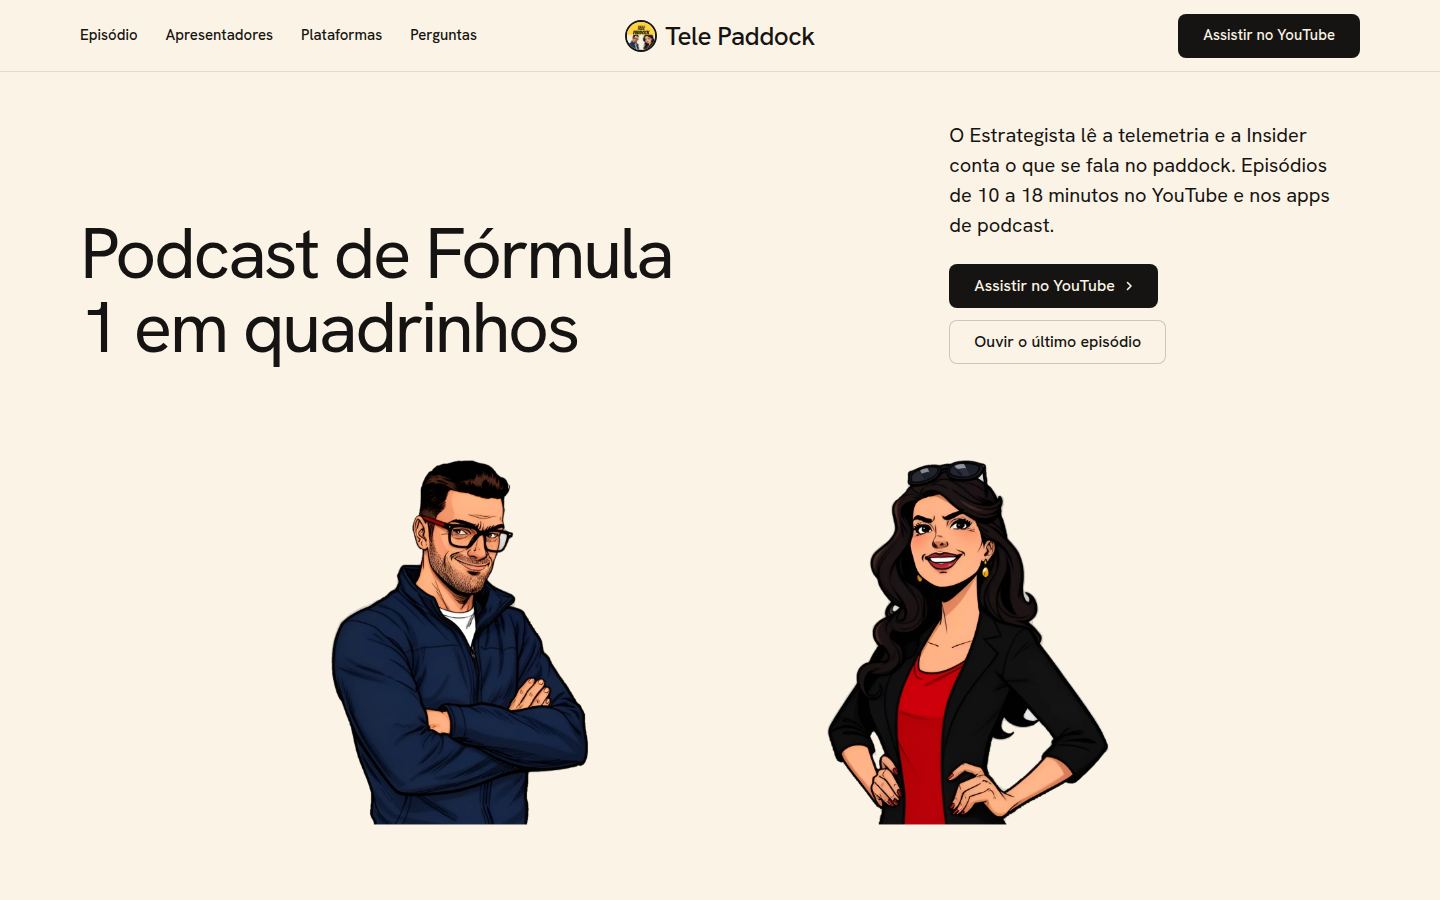 Episódio
Apresentadores
Plataformas
Perguntas
Tele Paddock
Assistir no YouTube
Podcast de Fórmula
1 em quadrinhos
O Estrategista lê a telemetria e a Insider
conta o que se fala no paddock. Episódios
de 10 a 18 minutos no YouTube e nos apps
de podcast.
Assistir no YouTube
Ouvir o último episódio